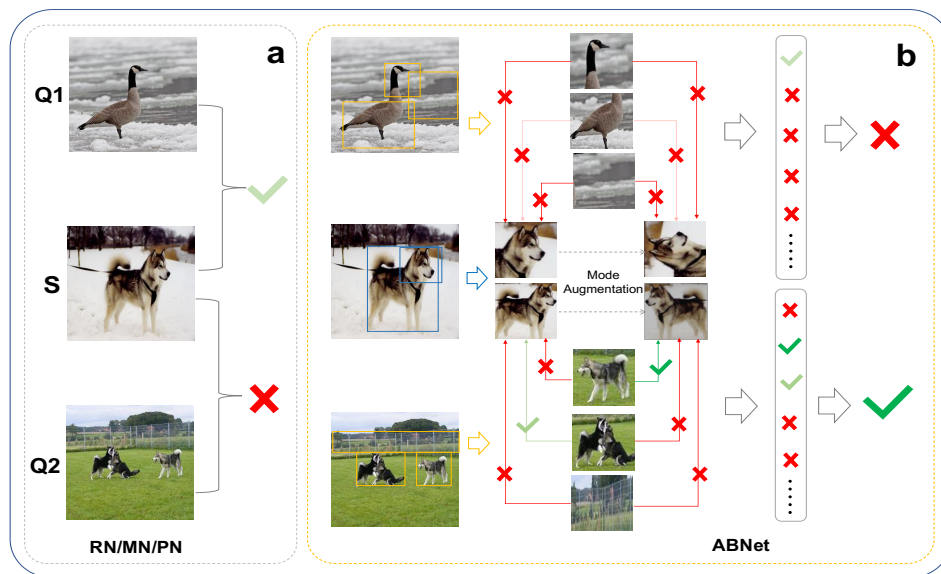 a
b
Q1
S
Mode
Augmentation
Q2
RN/MN/PN
ABNet